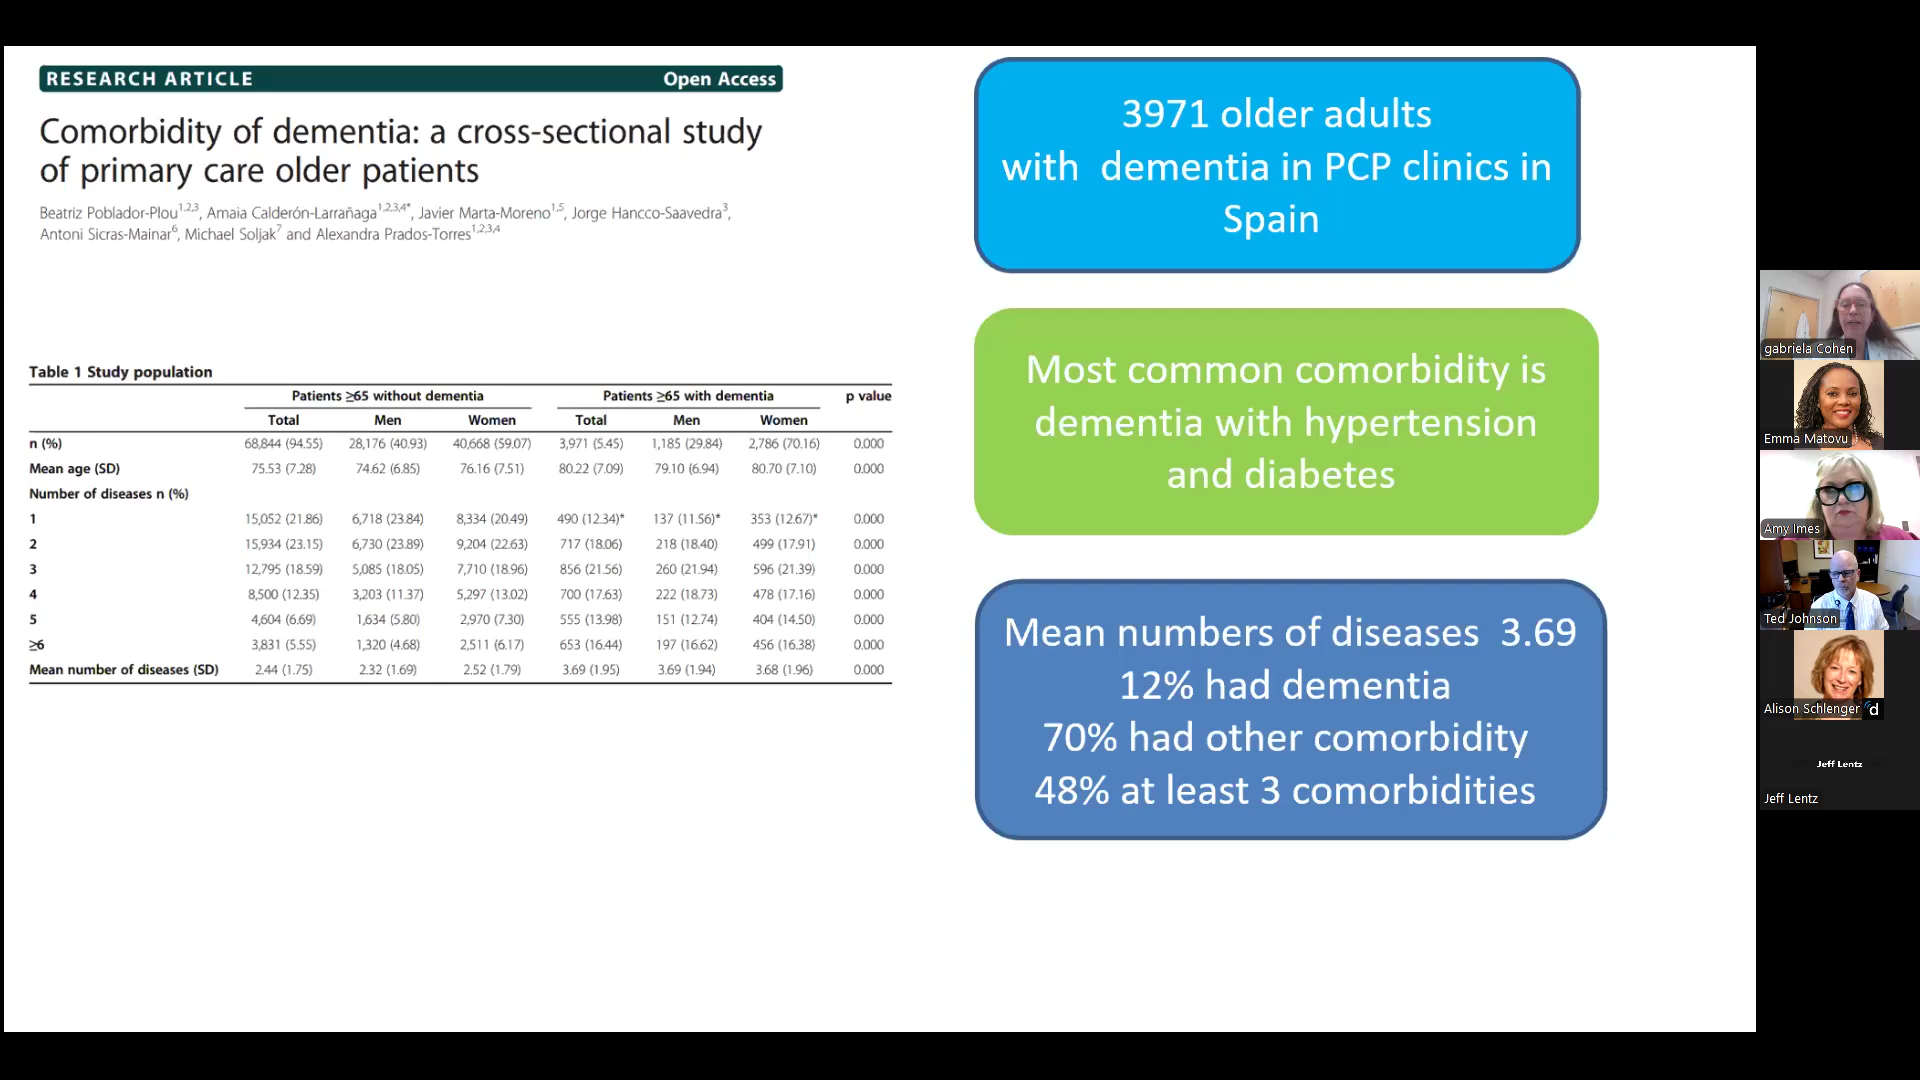 RESEARCH ARTICLE Open Access
Comorbidity of dementia: a cross-sectional study
of primary care older patients
Beatriz Poblador-Plou1,2,3, Amaia Calderón-Larrañaga1,2,3,4*, Javier Marta-Moreno1,5, Jorge Hancco-Saavedra3,
Antoni Sicras-Mainar6, Michael Soljak7 and Alexandra Prados-Torres1,2,3,4
Table 1 Study population
Patients ≥65 without dementia Patients ≥65 with dementia p value
Total Men Women Total Men Women
n (%) 68,844 (94.55) 28,176 (40.93) 40,668 (59.07) 3,971 (5.45) 1,185 (29.84) 2,786 (70.16) 0.000
Mean age (SD) 75.53 (7.28) 74.62 (6.85) 76.16 (7.51) 80.22 (7.09) 79.10 (6.94) 80.70 (7.10) 0.000
Number of diseases n (%)
1 15,052 (21.86) 6,718 (23.84) 8,334 (20.49) 490 (12.34)* 137 (11.56)* 353 (12.67)* 0.000
2 15,934 (23.15) 6,730 (23.89) 9,204 (22.63) 717 (18.06) 218 (18.40) 499 (17.91) 0.000
3 12,795 (18.59) 5,085 (18.05) 7,710 (18.96) 856 (21.56) 260 (21.94) 596 (21.39) 0.000
4 8,500 (12.35) 3,203 (11.37) 5,297 (13.02) 700 (17.63) 222 (18.73) 478 (17.16) 0.000
5 4,604 (6.69) 1,634 (5.80) 2,970 (7.30) 555 (13.98) 151 (12.74) 404 (14.50) 0.000
≥6 3,831 (5.55) 1,320 (4.68) 2,511 (6.17) 653 (16.44) 197 (16.62) 456 (16.38) 0.000
Mean number of diseases (SD) 2.44 (1.75) 2.32 (1.69) 2.52 (1.79) 3.69 (1.95) 3.69 (1.94) 3.68 (1.96) 0.000
3971 older adults
with dementia in PCP clinics in
Spain
Most common comorbidity is
dementia with hypertension
and diabetes
Mean numbers of diseases 3.69
12% had dementia
70% had other comorbidity
48% at least 3 comorbidities
gabriela Cohen
Emma Matovu
Amy Imes
Ted Johnson
Alison Schlenger
d
Jeff Lentz
Jeff Lentz